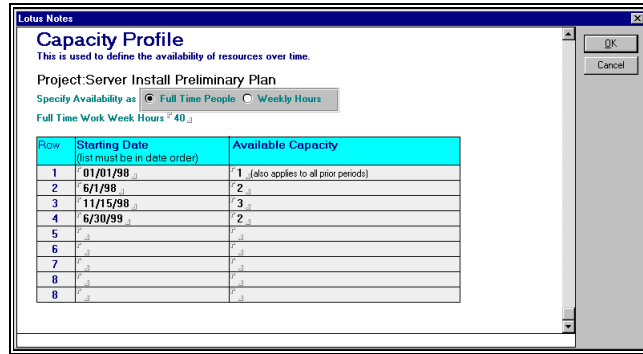 Lotus Notes
Capacity Profile
This is used to define the availability of resources over time.
Project:Server Install Preliminary Plan
Specify Availability as Full Time People Weekly Hours
Full Time Work Week Hours 40
Row Starting Date (list must be in date order) Available Capacity
1 01/01/98 1 (also applies to all prior periods)
2 6/1/98 2
3 11/15/98 3
4 6/30/99 2
5
6
7
8
8
OK
Cancel